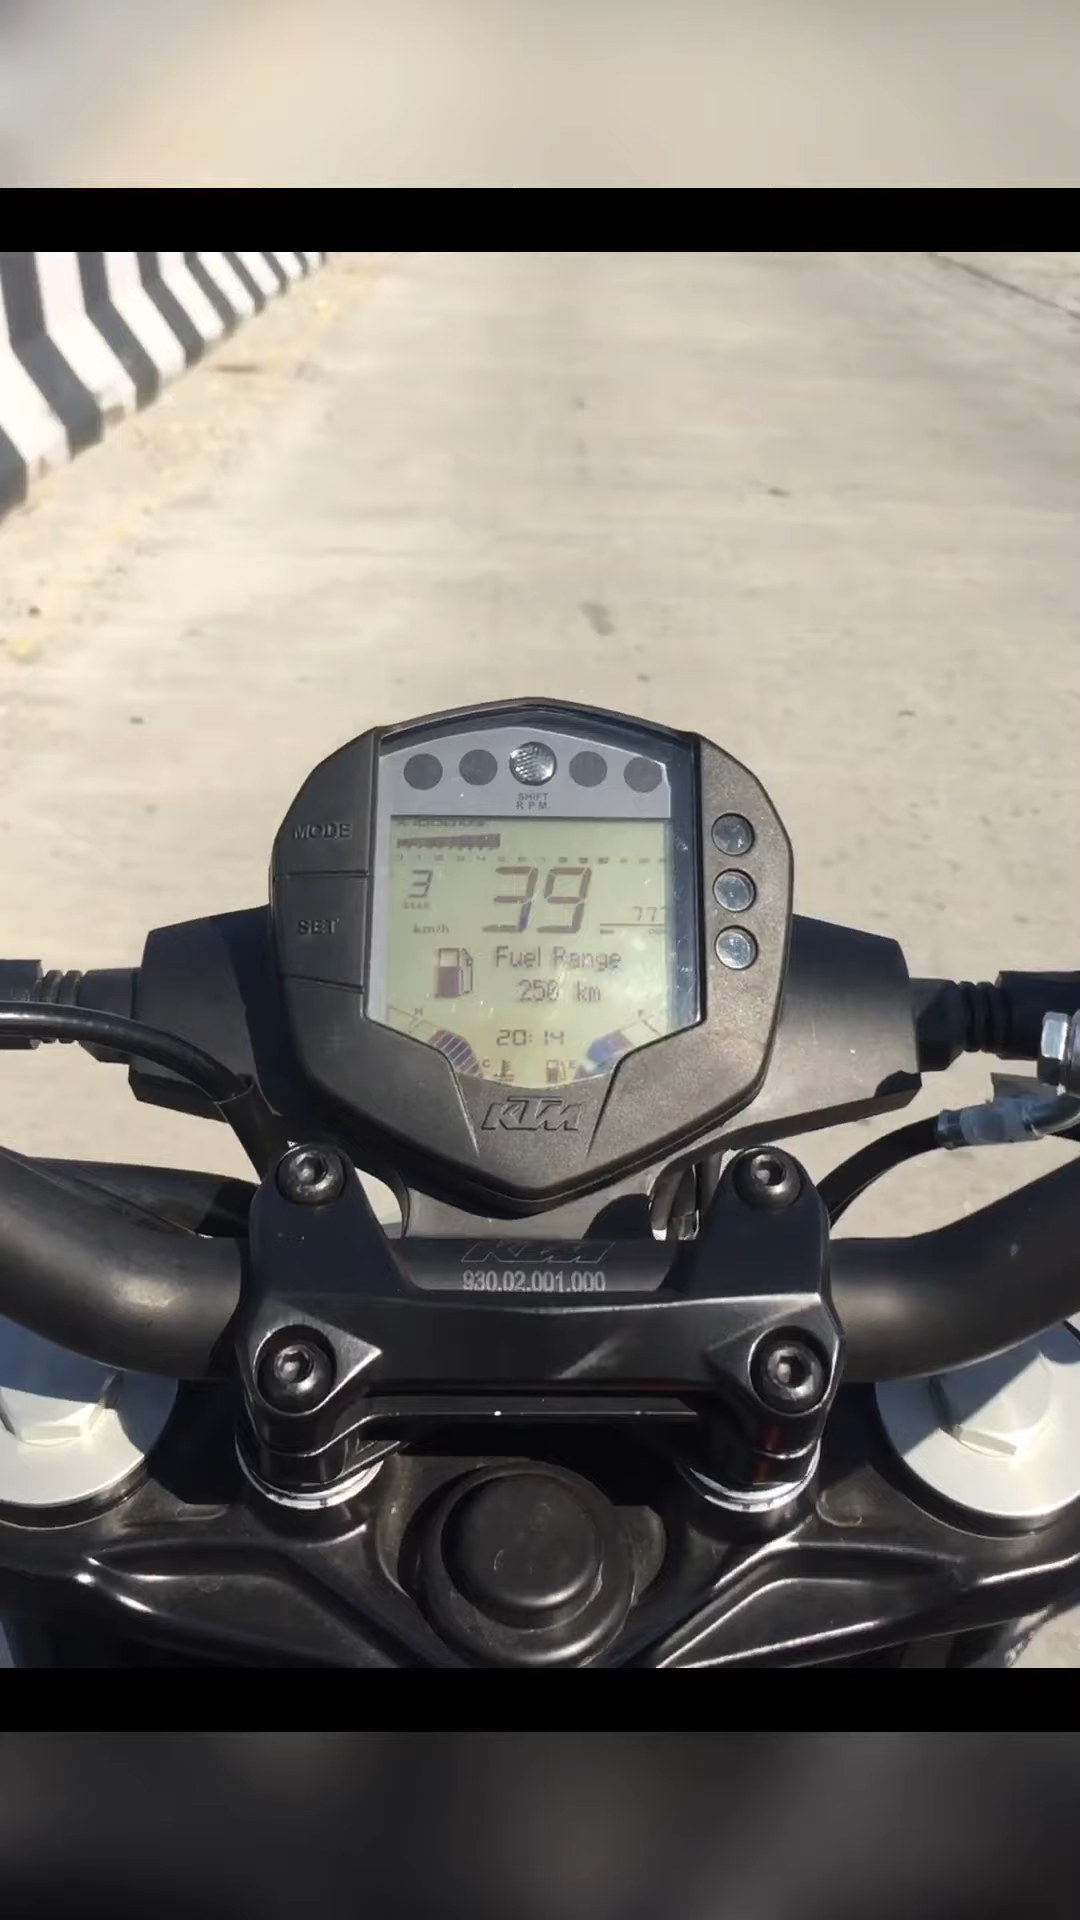 SHIFT
R.P.M.
MODE
SET
3
39
GEAR
km/h
777
Fuel Range
250 km
20:14
H
F
C
E
KTM
KTM
930.02.001.000